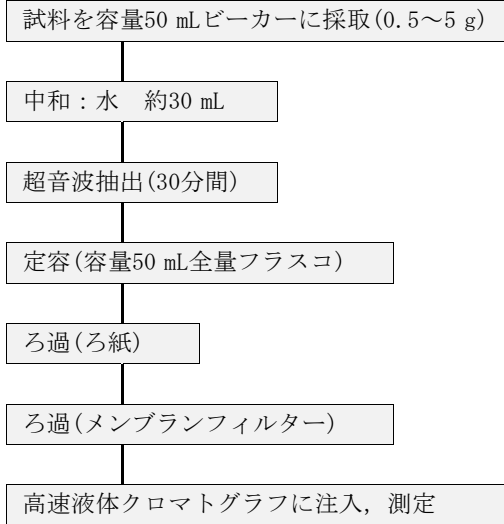 試料を容量50 mLビーカーに採取(0.5～5 g)
中和：水　約30 mL
超音波抽出(30分間)
定容(容量50 mL全量フラスコ)
ろ過(ろ紙)
ろ過(メンブランフィルター)
高速液体クロマトグラフに注入，測定